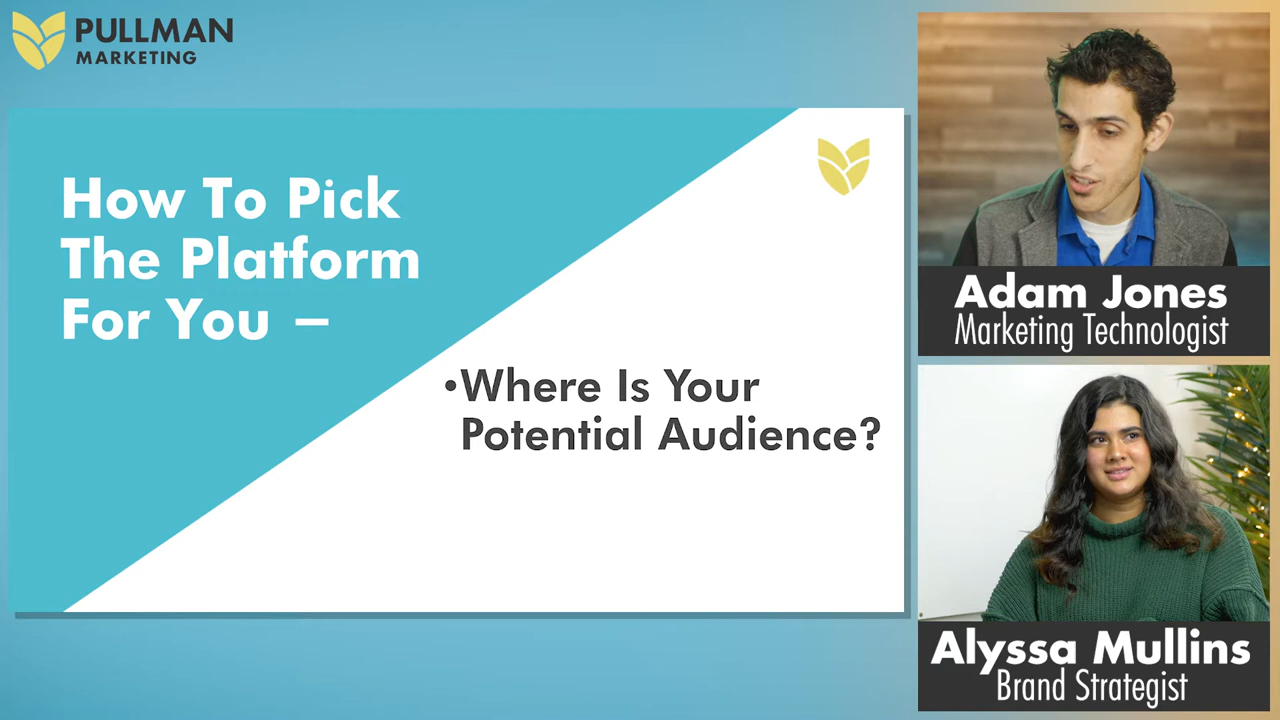 PULLMAN
MARKETING
How To Pick
The Platform
For You –
•Where Is Your
Potential Audience?
Adam Jones
Marketing Technologist
Alyssa Mullins
Brand Strategist